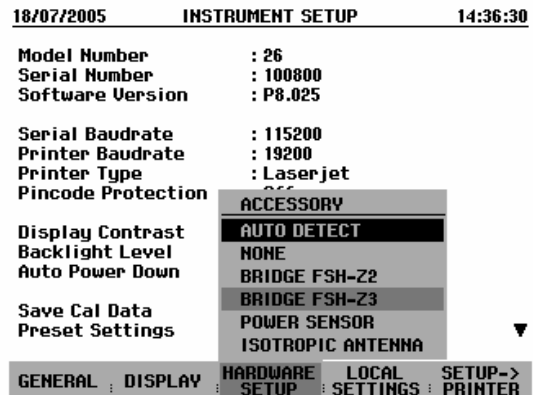 18/07/2005 INSTRUMENT SETUP 14:36:30
Model Number : 26
Serial Number : 100800
Software Version : P8.025
Serial Baudrate : 115200
Printer Baudrate : 19200
Printer Type : Laserjet
Pincode Protection
Display Contrast
Backlight Level
Auto Power Down
Save Cal Data
Preset Settings
ACCESSORY
AUTO DETECT
NONE
BRIDGE FSH-Z2
BRIDGE FSH-Z3
POWER SENSOR
ISOTROPIC ANTENNA
GENERAL DISPLAY HARDWARE SETUP LOCAL SETTINGS SETUP-> PRINTER